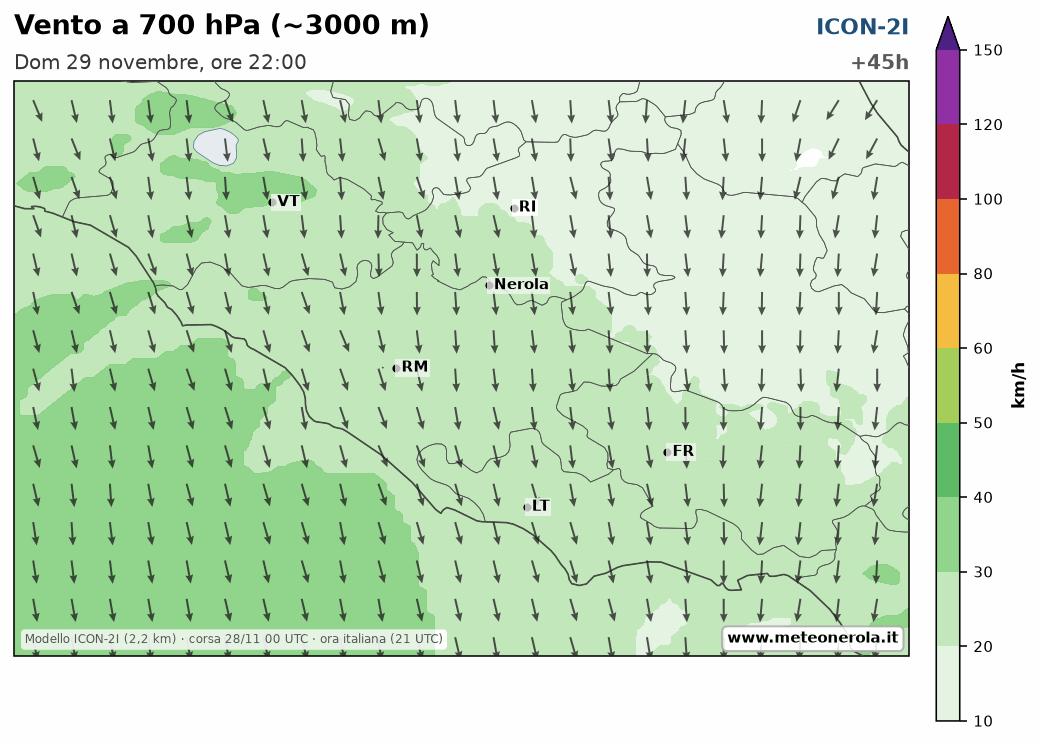 Vento a 700 hPa (~3000 m)
ICON-2I
Dom 29 novembre, ore 22:00
+45h
VT
RI
Nerola
RM
FR
LT
Modello ICON-2I (2,2 km) · corsa 28/11 00 UTC · ora italiana (21 UTC)
www.meteonerola.it
150
120
100
80
60
50
40
30
20
10
km/h